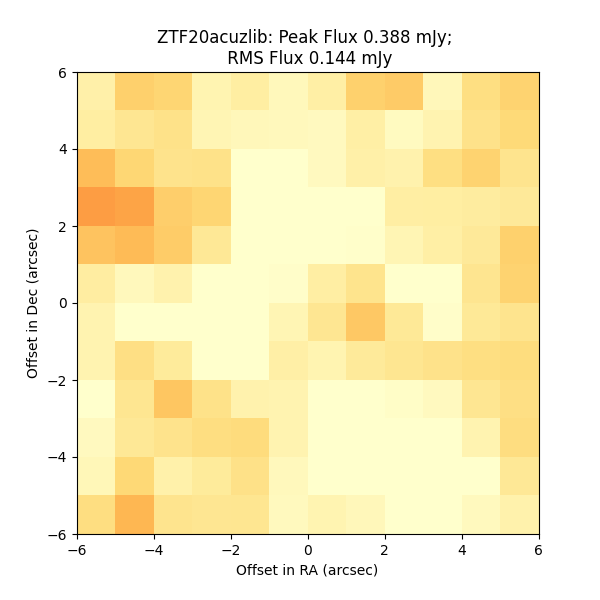 ZTF20acuzlib: Peak Flux 0.388 mJy;
RMS Flux 0.144 mJy
6
4
2
0
−2
−4
−6
Offset in Dec (arcsec)
−6 −4 −2 0 2 4 6
Offset in RA (arcsec)